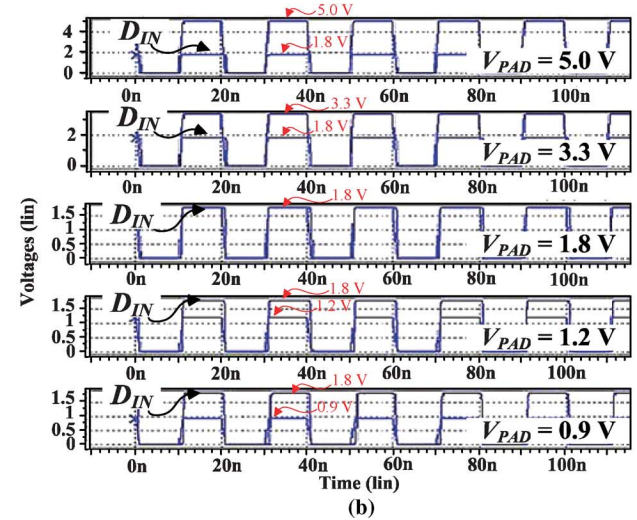 5.0 V
4
D_IN
1.8 V
2
V_PAD = 5.0 V
0
0n 20n 40n 60n 80n 100n
3.3 V
D_IN
1.8 V
2
V_PAD = 3.3 V
0
0n 20n 40n 60n 80n 100n
1.8 V
1.5
D_IN
1
0.5
V_PAD = 1.8 V
0
0n 20n 40n 60n 80n 100n
1.8 V
1.5
D_IN
1.2 V
1
0.5
V_PAD = 1.2 V
0
0n 20n 40n 60n 80n 100n
1.8 V
1.5
D_IN
0.9 V
1
0.5
V_PAD = 0.9 V
0
0n 20n 40n 60n 80n 100n
Voltages (lin)
Time (lin)
(b)